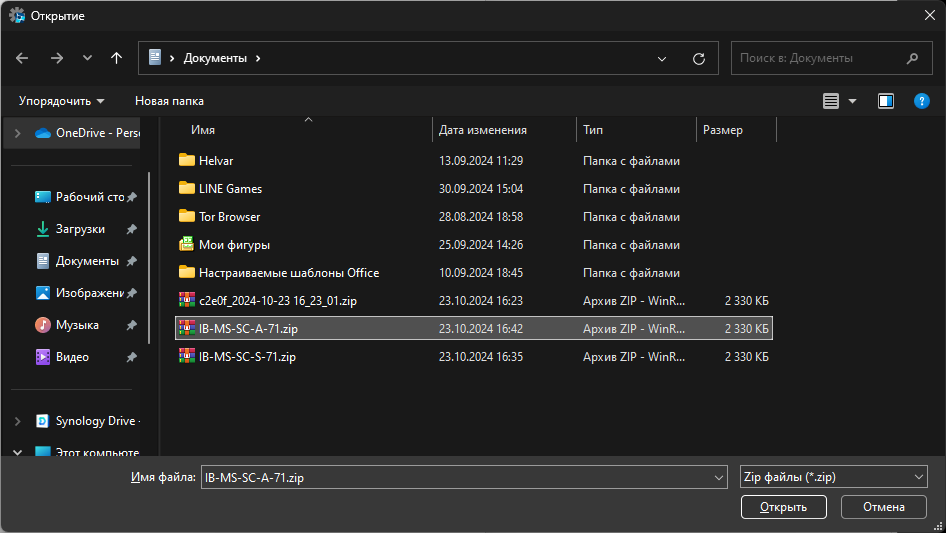 Открытие
Документы
Поиск в: Документы
Упорядочить
Новая папка
Имя
Дата изменения
Тип
Размер
OneDrive - Perso
Рабочий сто
Загрузки
Документы
Изображени
Музыка
Видео
Synology Drive -
Этот компьюте
Helvar 13.09.2024 11:29 Папка с файлами
LINE Games 30.09.2024 15:04 Папка с файлами
Tor Browser 28.08.2024 18:58 Папка с файлами
Мои фигуры 25.09.2024 14:26 Папка с файлами
Настраиваемые шаблоны Office 10.09.2024 18:45 Папка с файлами
c2e0f_2024-10-23 16_23_01.zip 23.10.2024 16:23 Архив ZIP - WinR... 2 330 КБ
IB-MS-SC-A-71.zip 23.10.2024 16:42 Архив ZIP - WinR... 2 330 КБ
IB-MS-SC-S-71.zip 23.10.2024 16:35 Архив ZIP - WinR... 2 330 КБ
Имя файла: IB-MS-SC-A-71.zip
Zip файлы (*.zip)
Открыть
Отмена